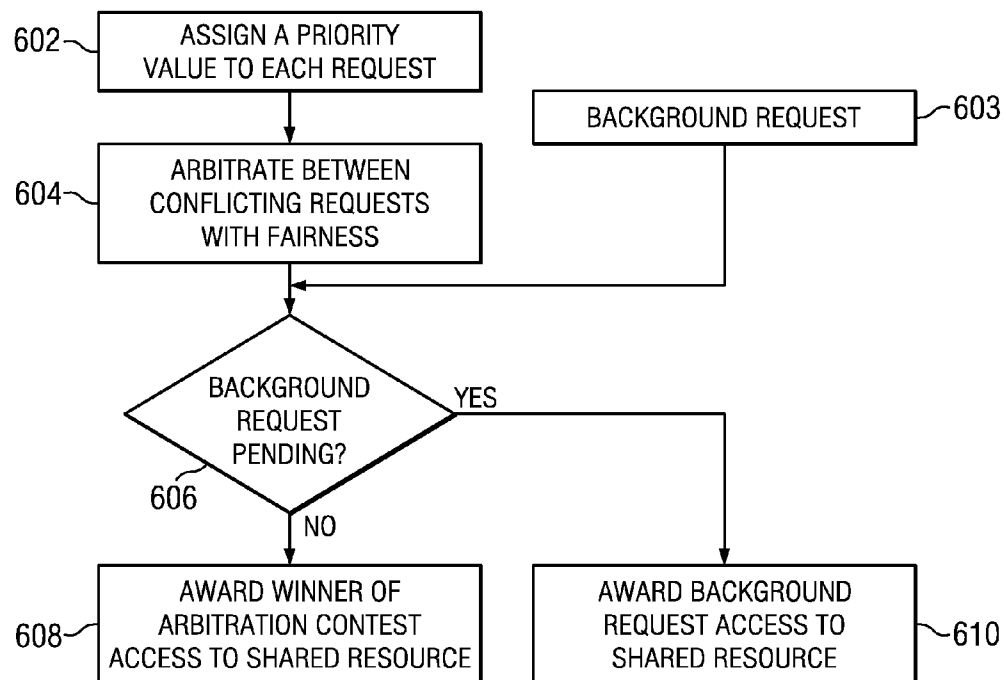 602
ASSIGN A PRIORITY
VALUE TO EACH REQUEST
BACKGROUND REQUEST
603
604
ARBITRATE BETWEEN
CONFLICTING REQUESTS
WITH FAIRNESS
BACKGROUND
REQUEST
PENDING?
YES
606
NO
608
AWARD WINNER OF
ARBITRATION CONTEST
ACCESS TO SHARED RESOURCE
AWARD BACKGROUND
REQUEST ACCESS TO
SHARED RESOURCE
610